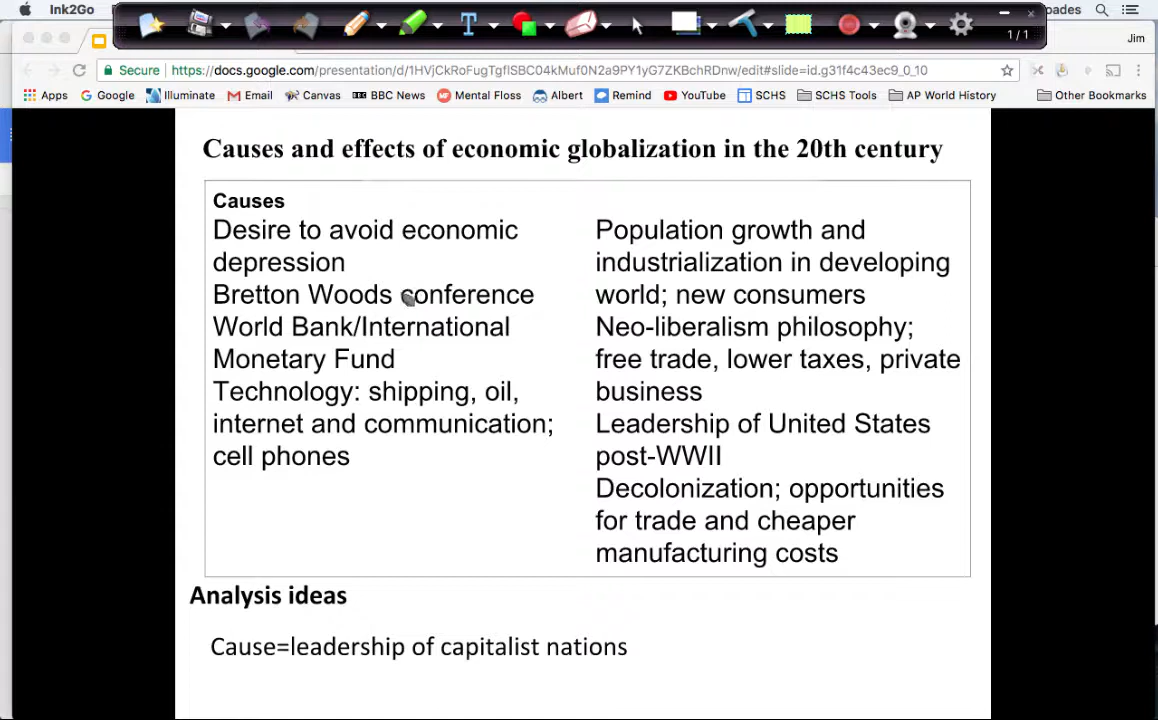 Ink2Go
1 / 1
Jim
Secure
https://docs.google.com/presentation/d/1HVjCkRoFugTgflSBC04kMuf0N2a9PY1yG7ZKBchRDnw/edit#slide=id.g31f4c43ec9_0_10
Apps Google Illuminate Email Canvas BBC News Mental Floss Albert Remind YouTube SCHS SCHS Tools AP World History Other Bookmarks
Causes and effects of economic globalization in the 20th century
Causes
Desire to avoid economic
depression
Bretton Woods conference
World Bank/International
Monetary Fund
Technology: shipping, oil,
internet and communication;
cell phones
Population growth and
industrialization in developing
world; new consumers
Neo-liberalism philosophy;
free trade, lower taxes, private
business
Leadership of United States
post-WWII
Decolonization; opportunities
for trade and cheaper
manufacturing costs
Analysis ideas
Cause=leadership of capitalist nations